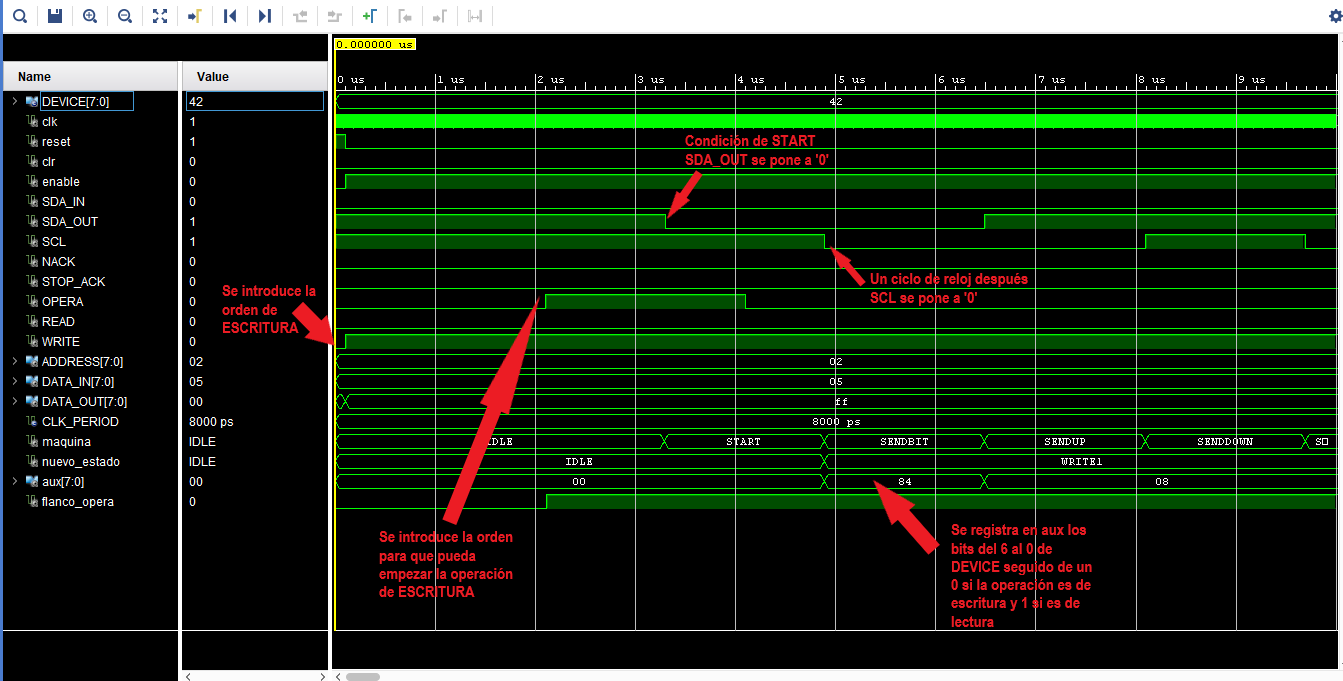 0.000000 us
Name Value
0 us 1 us 2 us 3 us 4 us 5 us 6 us 7 us 8 us 9 us
DEVICE[7:0] 42 42
clk 1
reset 1
clr 0
enable 0
SDA_IN 0
SDA_OUT 1
SCL 1
NACK 0
STOP_ACK 0
OPERA 0
READ 0
WRITE 0
ADDRESS[7:0] 02 02
DATA_IN[7:0] 05 05
DATA_OUT[7:0] 00 ff
CLK_PERIOD 8000 ps 8000 ps
maquina IDLE IDLE START SENDBIT SENDUP SENDDOWN
nuevo_estado IDLE IDLE WRITE1
aux[7:0] 00 00 84 08
flanco_opera 0
Condición de START
SDA_OUT se pone a '0'
Un ciclo de reloj después
SCL se pone a '0'
Se introduce la
orden de
ESCRITURA
Se introduce la orden
para que pueda
empezar la operación
de ESCRITURA
Se registra en aux los
bits del 6 al 0 de
DEVICE seguido de un
0 si la operación es de
escritura y 1 si es de
lectura